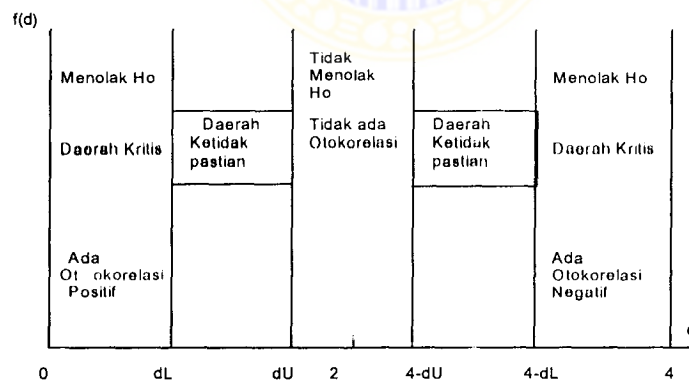 f(d)
Menolak Ho
Daerah Kritis
Ada
Otokorelasi
Positif
Daerah
Ketidak
pastian
Tidak
Menolak
Ho
Tidak ada
Otokorelasi
Daerah
Ketidak
pastian
Menolak Ho
Daerah Kritis
Ada
Otokorelasi
Negatif
0 dL dU 2 4-dU 4-dL 4